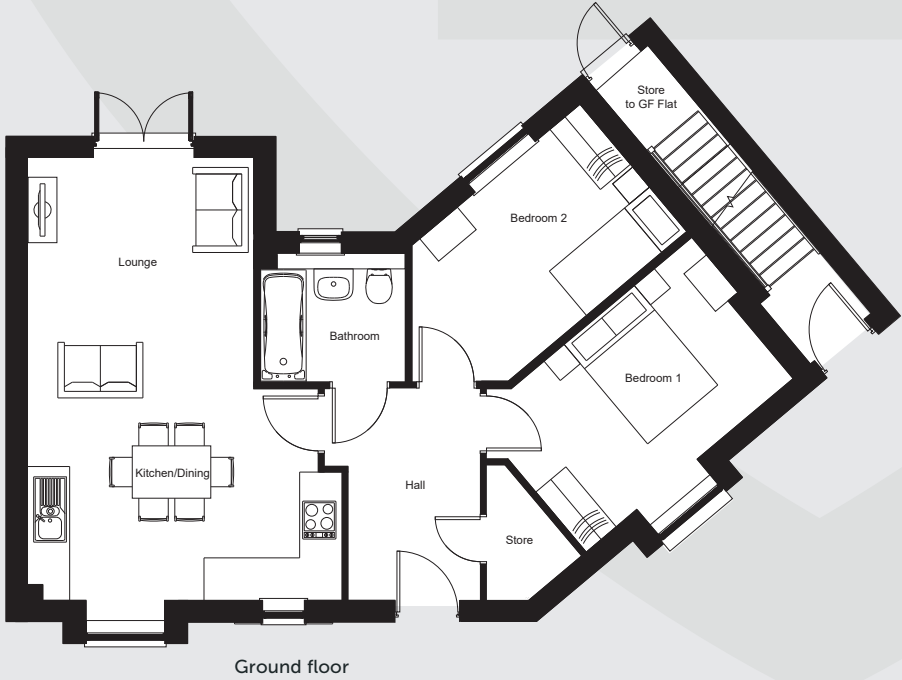 Store
to GF Flat
Bedroom 2
Lounge
Bathroom
Bedroom 1
Kitchen/Dining
Hall
Store
Ground floor